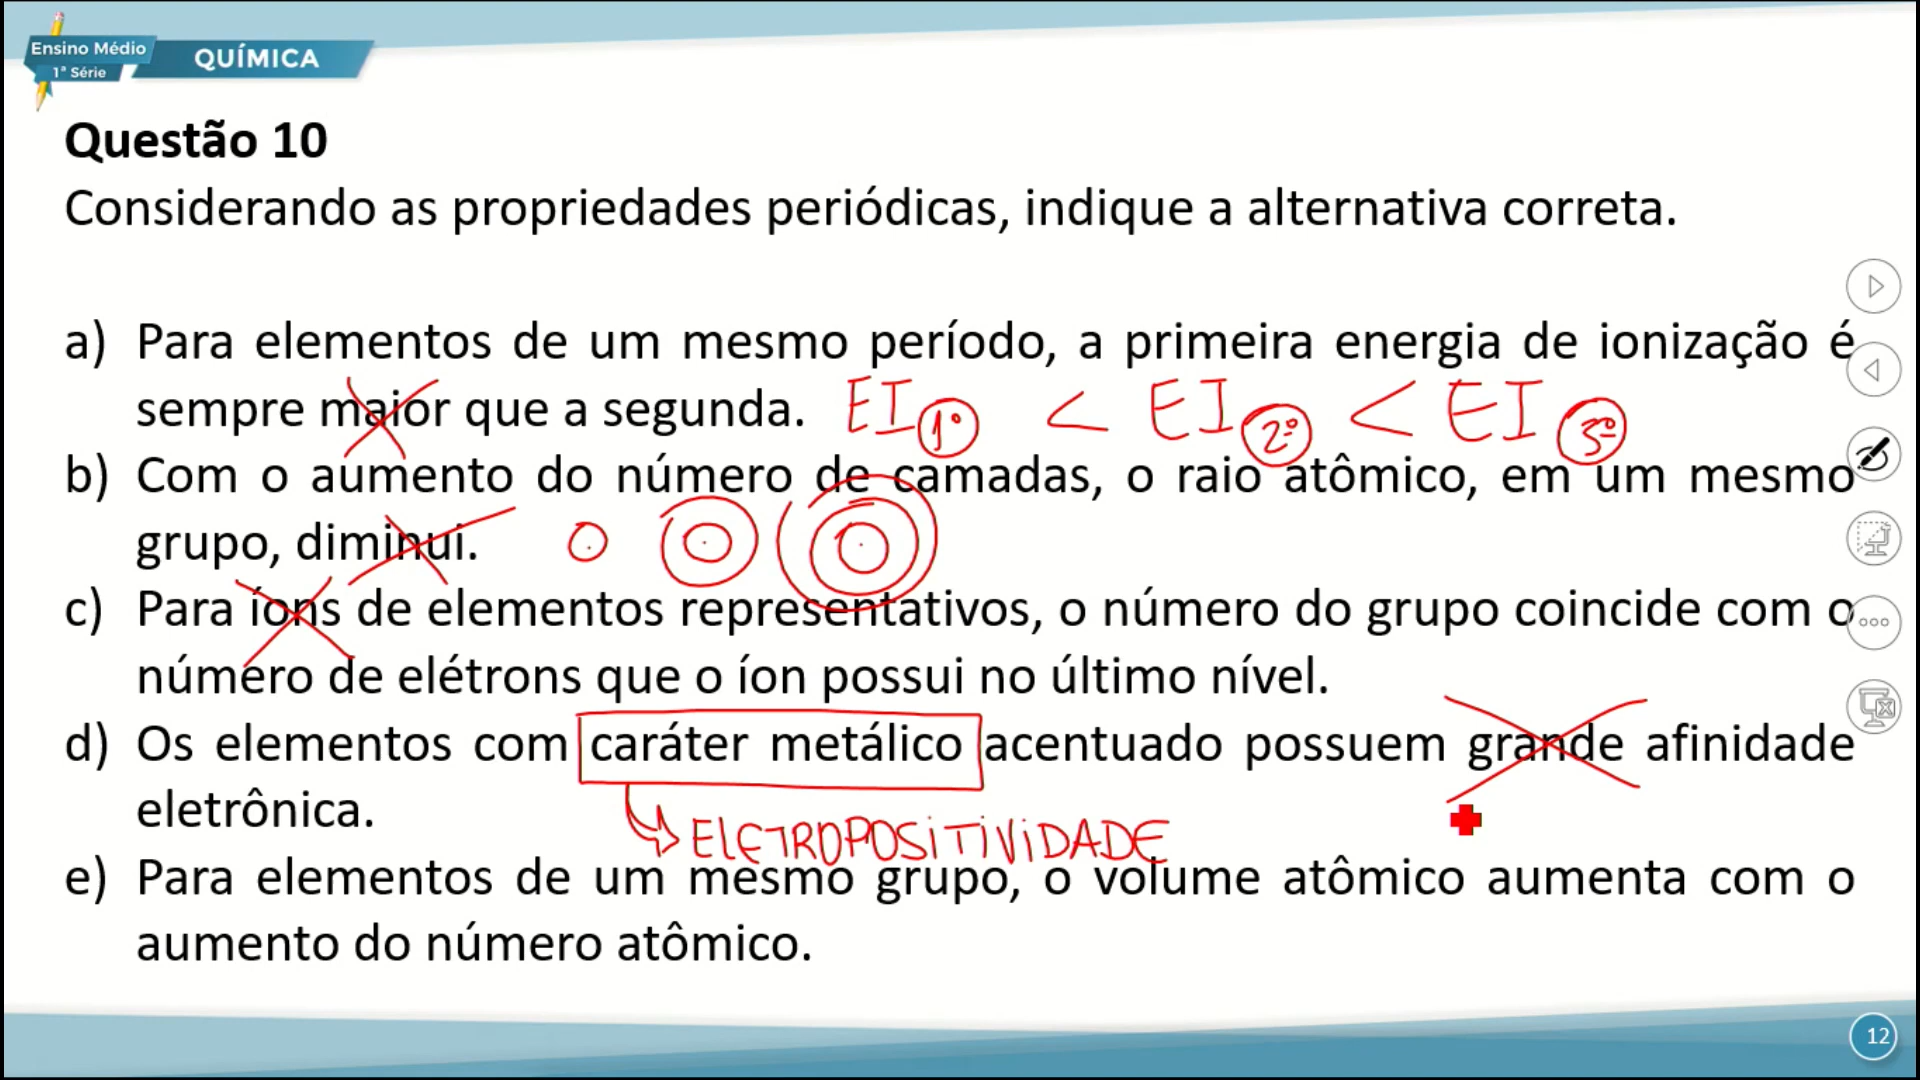 Ensino Médio
1ª Série
QUÍMICA
Questão 10
Considerando as propriedades periódicas, indique a alternativa correta.
a) Para elementos de um mesmo período, a primeira energia de ionização é
sempre maior que a segunda. EI 1º < EI 2º < EI 3º
b) Com o aumento do número de camadas, o raio atômico, em um mesmo
grupo, diminui.
c) Para íons de elementos representativos, o número do grupo coincide com o
número de elétrons que o íon possui no último nível.
d) Os elementos com caráter metálico acentuado possuem grande afinidade
eletrônica.
ELETROPOSITIVIDADE
e) Para elementos de um mesmo grupo, o volume atômico aumenta com o
aumento do número atômico.
12